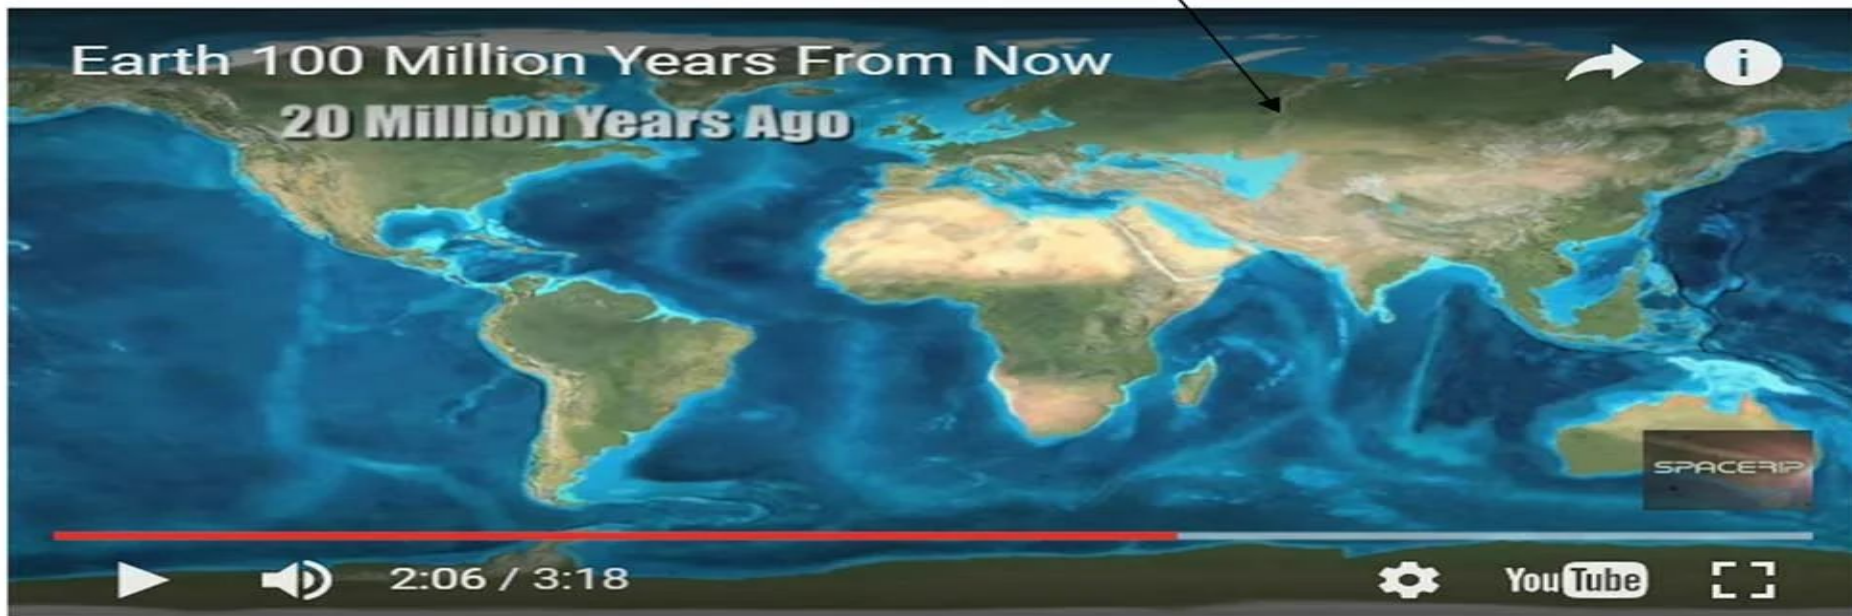 Earth 100 Million Years From Now
20 Million Years Ago
SPACERIP
2:06 / 3:18
YouTube